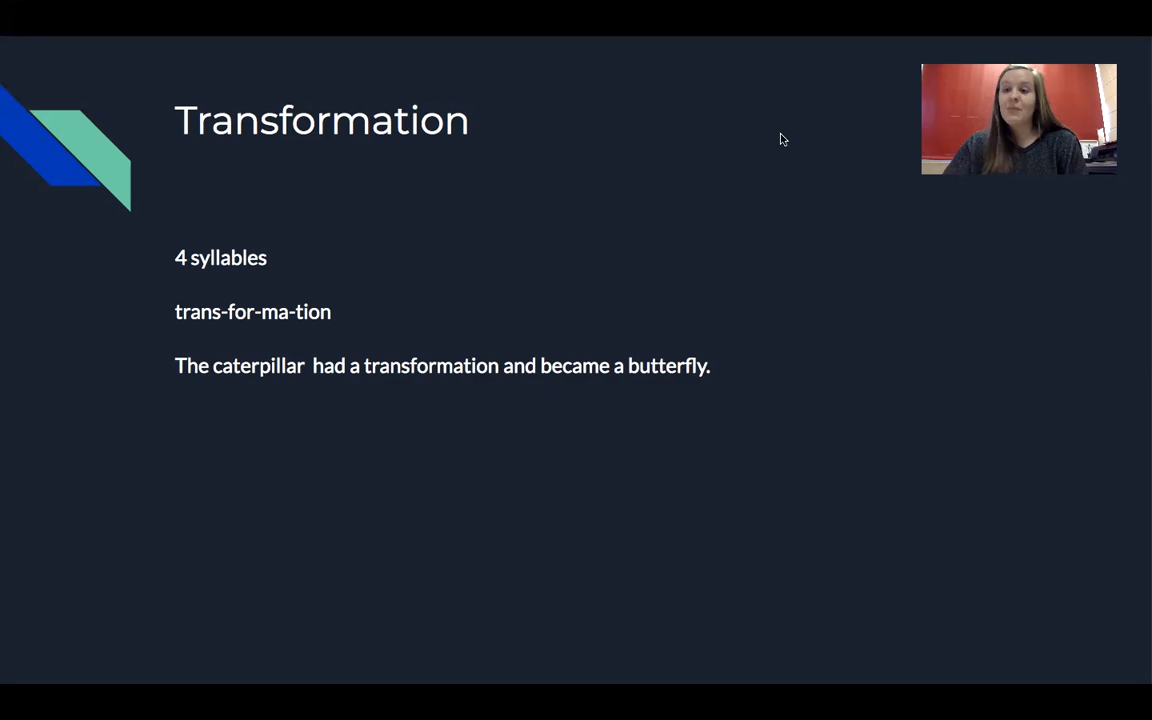 Transformation
4 syllables
trans-for-ma-tion
The caterpillar  had a transformation and became a butterfly.